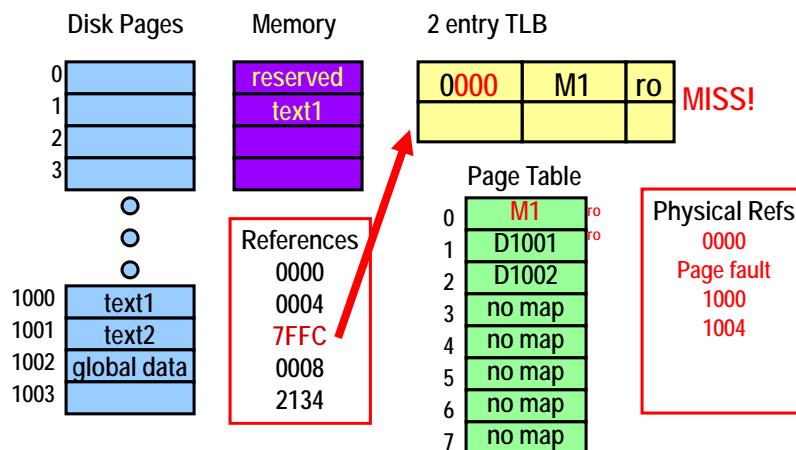 Disk Pages
Memory
2 entry TLB
0
1
2
3
reserved
text1
0000 M1 ro
MISS!
1000 text1
1001 text2
1002 global data
1003
References
0000
0004
7FFC
0008
2134
Page Table
0 M1 ro
1 D1001 ro
2 D1002
3 no map
4 no map
5 no map
6 no map
7 no map
Physical Refs
0000
Page fault
1000
1004